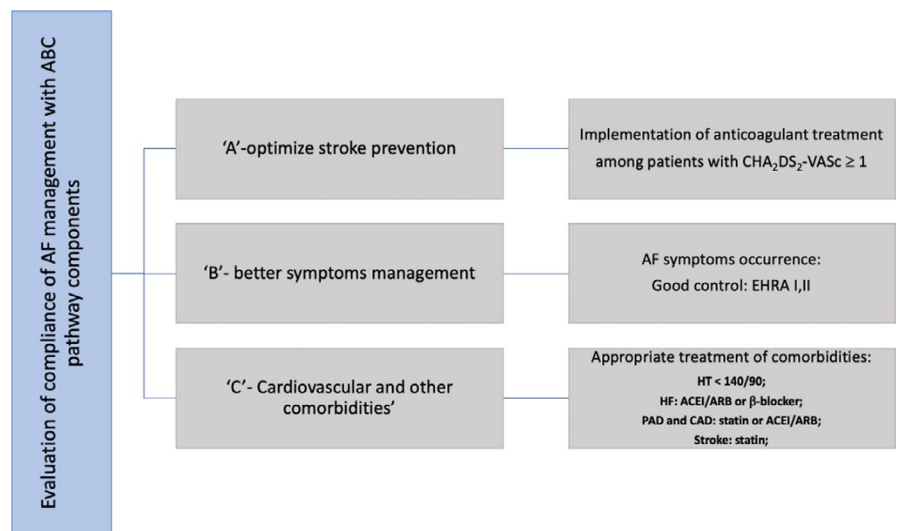 Evaluation of compliance of AF management with ABC
pathway components
‘A’-optimize stroke prevention
Implementation of anticoagulant treatment
among patients with CHA₂DS₂-VASc ≥ 1
‘B’- better symptoms management
AF symptoms occurrence:
Good control: EHRA I,II
‘C’- Cardiovascular and other
comorbidities’
Appropriate treatment of comorbidities:
HT < 140/90;
HF: ACEI/ARB or β-blocker;
PAD and CAD: statin or ACEI/ARB;
Stroke: statin;